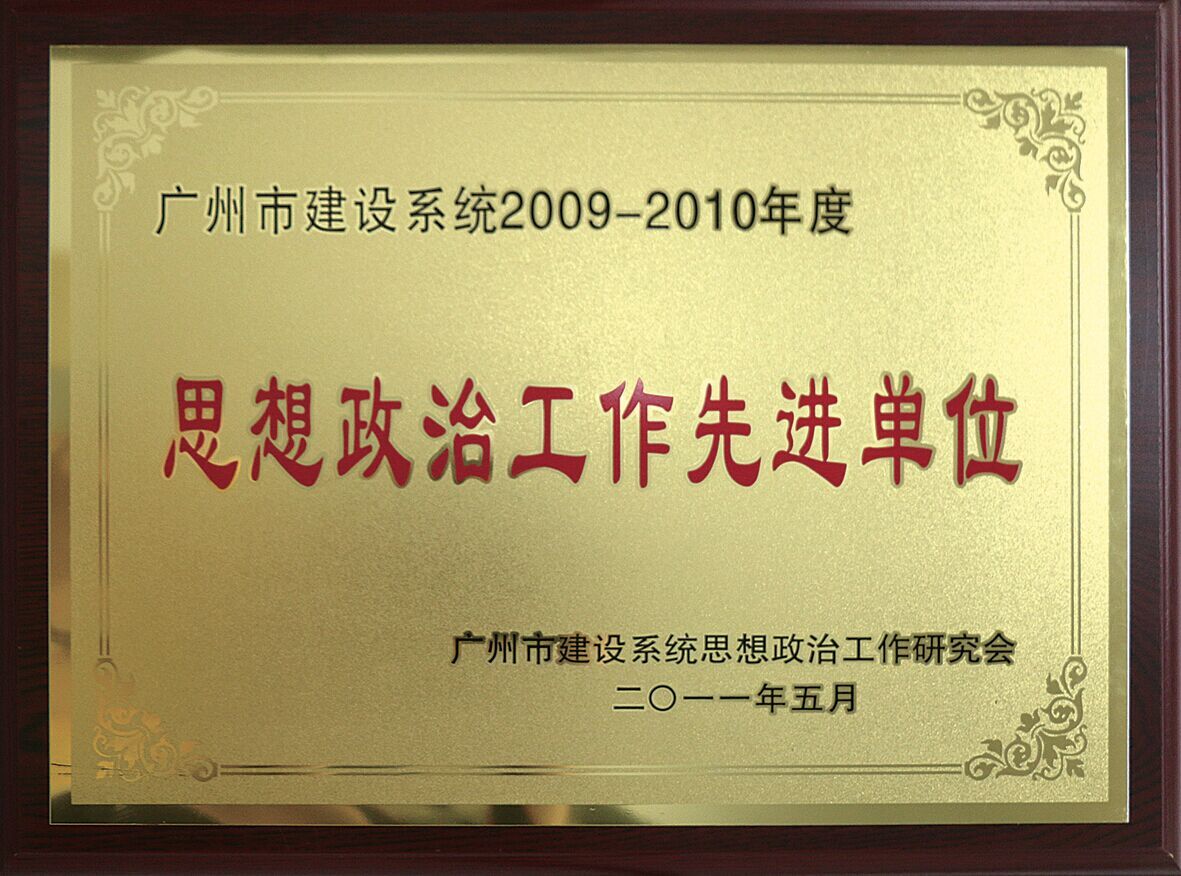 广州市建设系统2009-2010年度
思想政治工作先进单位
广州市建设系统思想政治工作研究会
二〇一一年五月